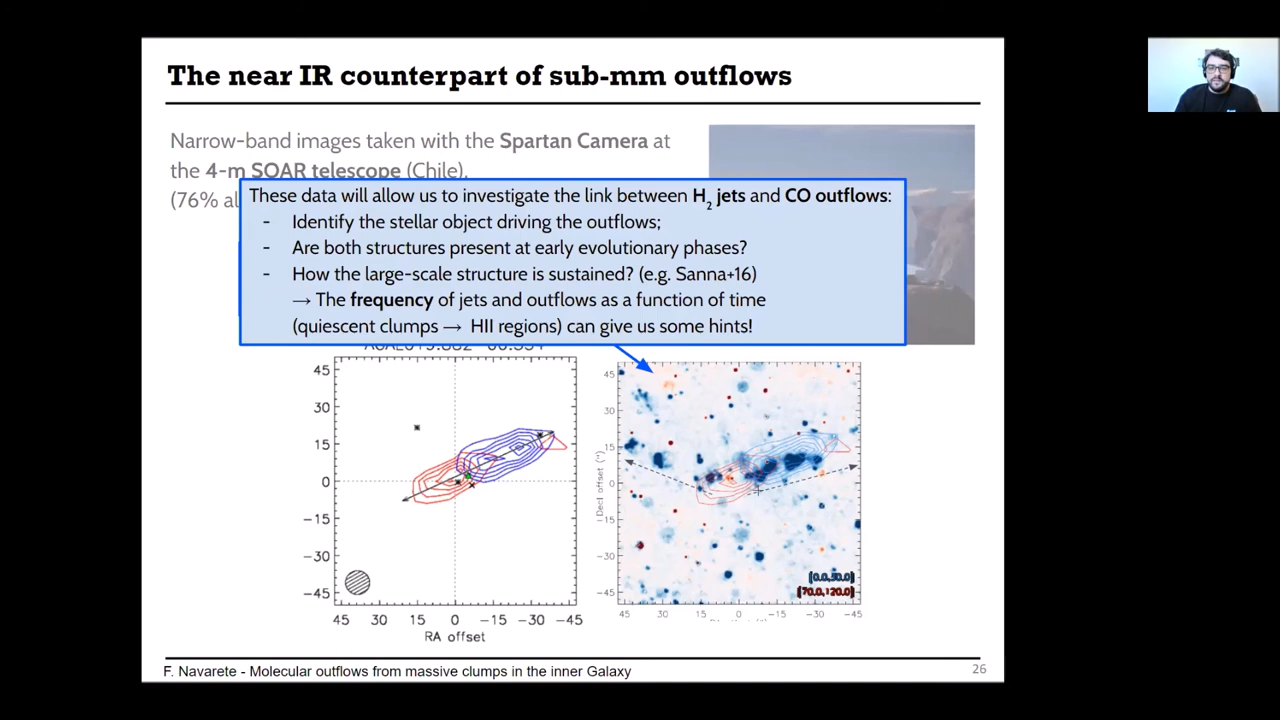 The near IR counterpart of sub-mm outflows
Narrow-band images taken with the Spartan Camera at
the 4-m SOAR telescope (Chile).
(76% al
These data will allow us to investigate the link between H2 jets and CO outflows:
- Identify the stellar object driving the outflows;
- Are both structures present at early evolutionary phases?
- How the large-scale structure is sustained? (e.g. Sanna+16)
→ The frequency of jets and outflows as a function of time
(quiescent clumps → HII regions) can give us some hints!
45
30
15
0
−15
−30
−45
45 30 15 0 −15 −30 −45
RA offset
45
30
15
0
−15
−30
−45
Decl offset (")
[0.0,50.0]
[70.0,120.0]
45 30 15 0 −15 −30 −45
F. Navarete - Molecular outflows from massive clumps in the inner Galaxy
26